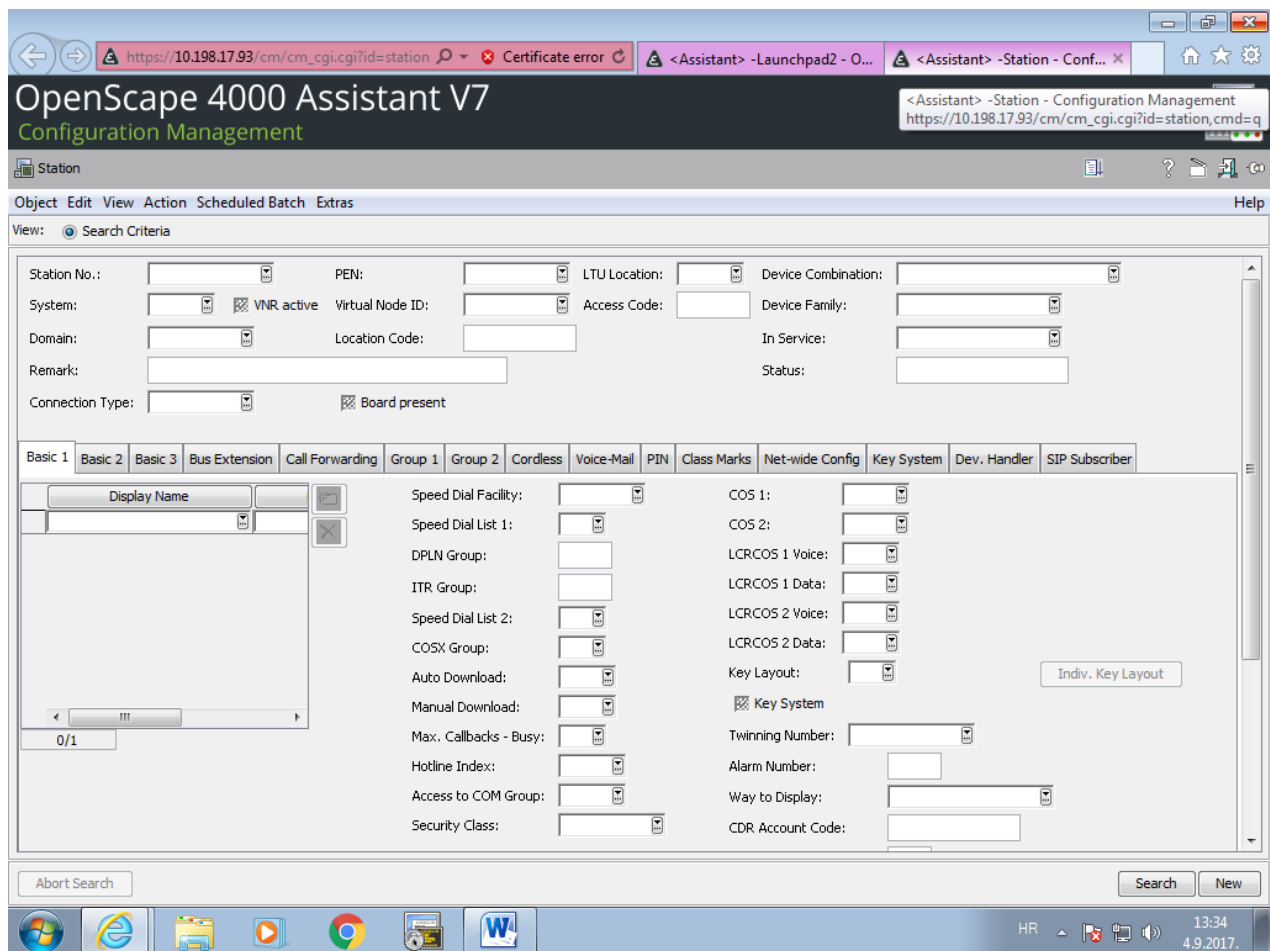 https://10.198.17.93/cm/cm_cgi.cgi?id=station Certificate error <Assistant> -Launchpad2 - O... <Assistant> -Station - Conf...
OpenScape 4000 Assistant V7
Configuration Management
<Assistant> -Station - Configuration Management
https://10.198.17.93/cm/cm_cgi.cgi?id=station,cmd=q
Station
Object Edit View Action Scheduled Batch Extras Help
View: Search Criteria
Station No.: PEN: LTU Location: Device Combination:
System: VNR active Virtual Node ID: Access Code: Device Family:
Domain: Location Code: In Service:
Remark: Status:
Connection Type: Board present
Basic 1 Basic 2 Basic 3 Bus Extension Call Forwarding Group 1 Group 2 Cordless Voice-Mail PIN Class Marks Net-wide Config Key System Dev. Handler SIP Subscriber
Display Name Speed Dial Facility: COS 1:
Speed Dial List 1: COS 2:
DPLN Group: LCRCOS 1 Voice:
ITR Group: LCRCOS 1 Data:
Speed Dial List 2: LCRCOS 2 Voice:
COSX Group: LCRCOS 2 Data:
Auto Download: Key Layout: Indiv. Key Layout
Manual Download: Key System
0/1 Max. Callbacks - Busy: Twinning Number:
Hotline Index: Alarm Number:
Access to COM Group: Way to Display:
Security Class: CDR Account Code:
Abort Search Search New
HR 13:34
4.9.2017.